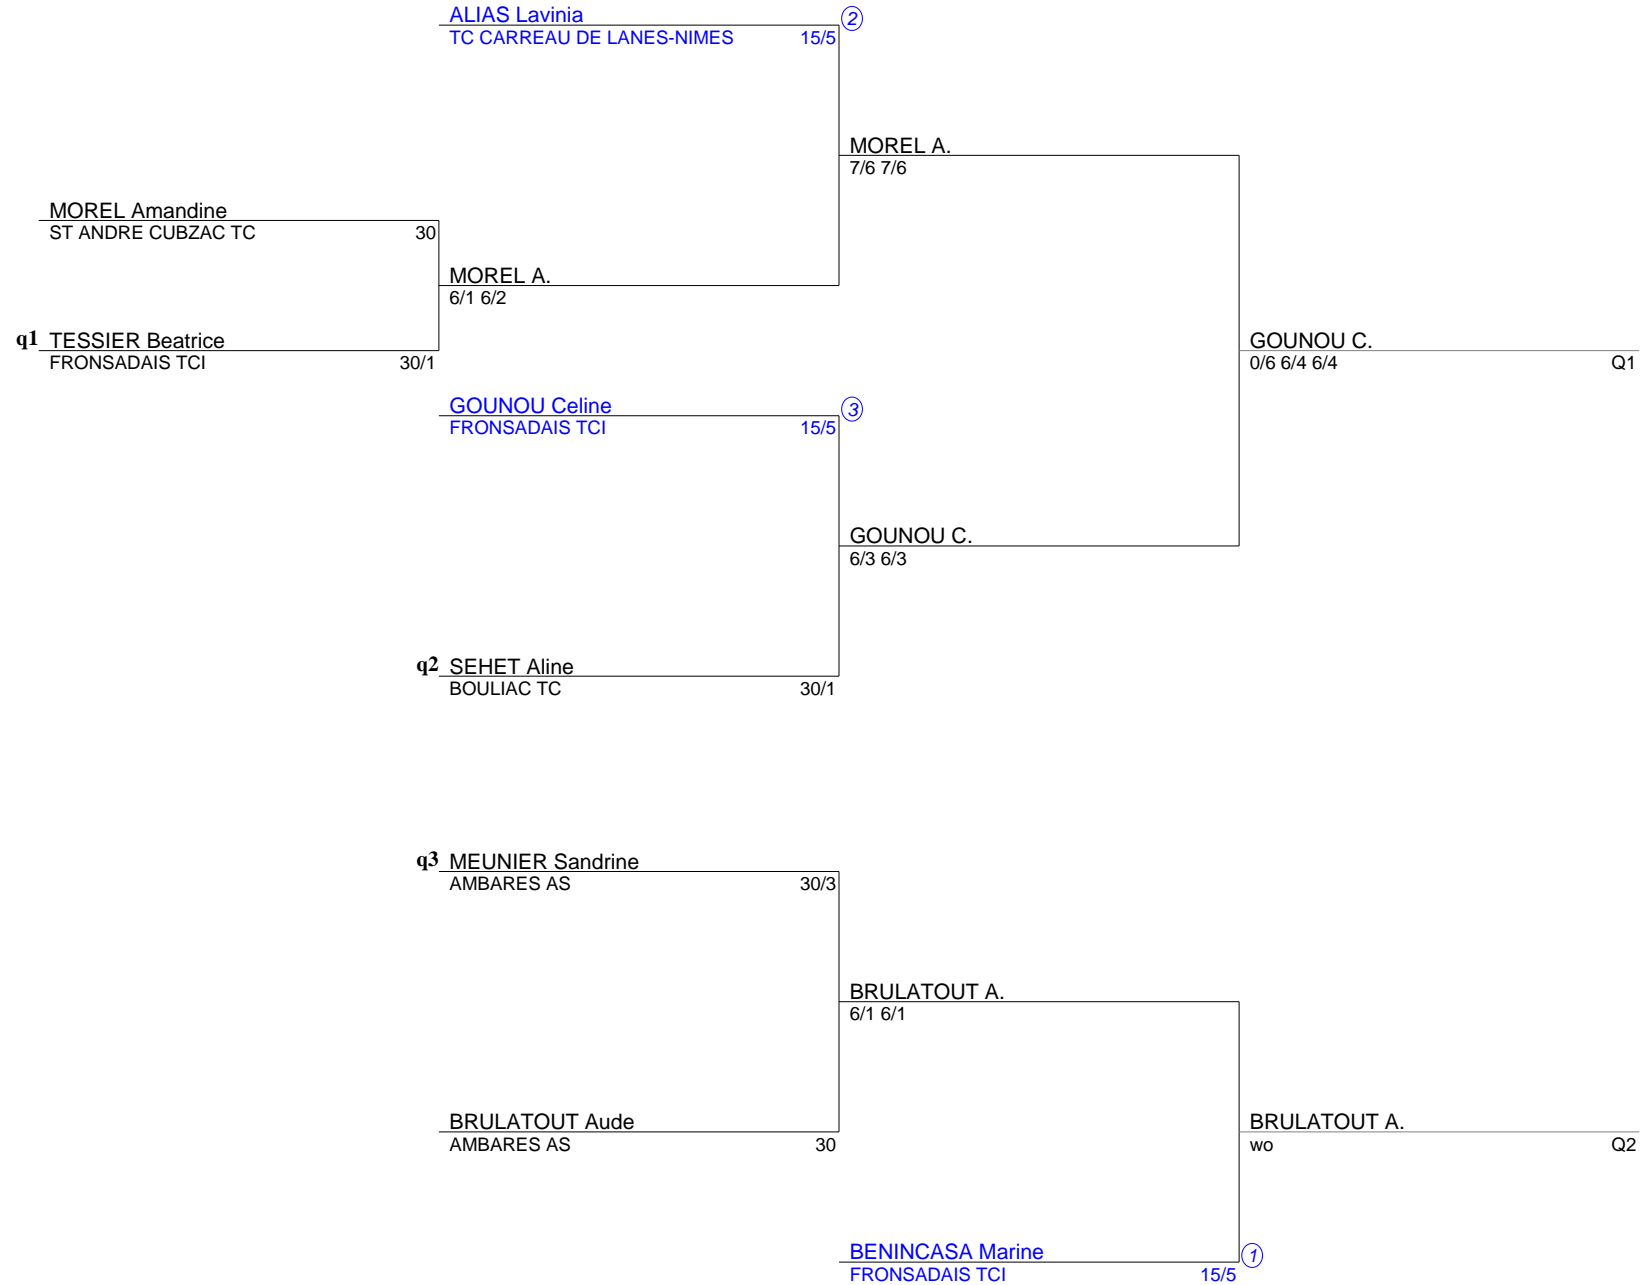 ALIAS Lavinia 2
TC CARREAU DE LANES-NIMES 15/5
MOREL A.
7/6 7/6
MOREL Amandine
ST ANDRE CUBZAC TC 30
MOREL A.
6/1 6/2
q1 TESSIER Beatrice
FRONSADAIS TCI 30/1
GOUNOU C.
0/6 6/4 6/4 Q1
GOUNOU Celine 3
FRONSADAIS TCI 15/5
GOUNOU C.
6/3 6/3
q2 SEHET Aline
BOULIAC TC 30/1
q3 MEUNIER Sandrine
AMBARES AS 30/3
BRULATOUT A.
6/1 6/1
BRULATOUT Aude
AMBARES AS 30
BRULATOUT A.
wo Q2
BENINCASA Marine 1
FRONSADAIS TCI 15/5